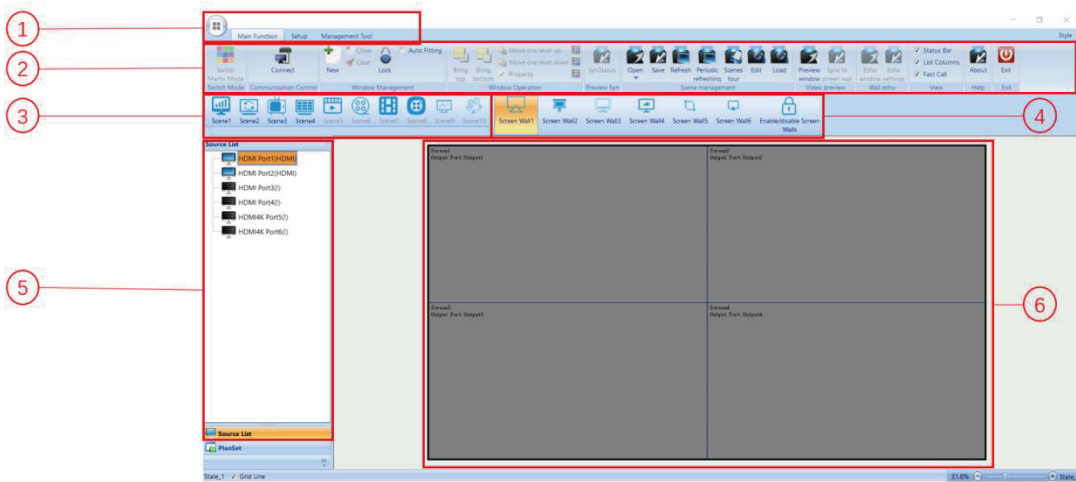 1
Main Function Setup Management Tool
Style
2
Switch Matrix Mode
Connect
New
Close
Clear
Lock
Auto Fitting
Bring top
Bring bottom
Move one level up
Move one level down
Property
SynStatus
Open
Save
Refresh
Periodic refreshing
Scenes tour
Edit
Load
Preview window
Sync to screen wall
Echo window
Echo settings
Status Bar
List Columns
Fast Call
About
Exit
Switch Mode Communication Control Window Management Window Operation Preview Syn Scene management Video preview Wall echo View Help Exit
3
Scene1 Scene2 Scene3 Scene4 Scene5 Scene6 Scene7 Scene8 Scene9 Scene10
Screen Wall1 Screen Wall2 Screen Wall3 Screen Wall4 Screen Wall5 Screen Wall6 Enable/disable Screen Walls
4
Source List
HDMI Port1(HDMI)
HDMI Port2(HDMI)
HDMI Port3(!)
HDMI Port4(!)
HDMI4K Port5(!)
HDMI4K Port6(!)
5
Screen1
Output Port:Output1
Screen2
Output Port:Output2
Screen3
Output Port:Output3
Screen4
Output Port:Output4
6
Source List
PlanSet
State_1 Grid Line
31.8%
State_